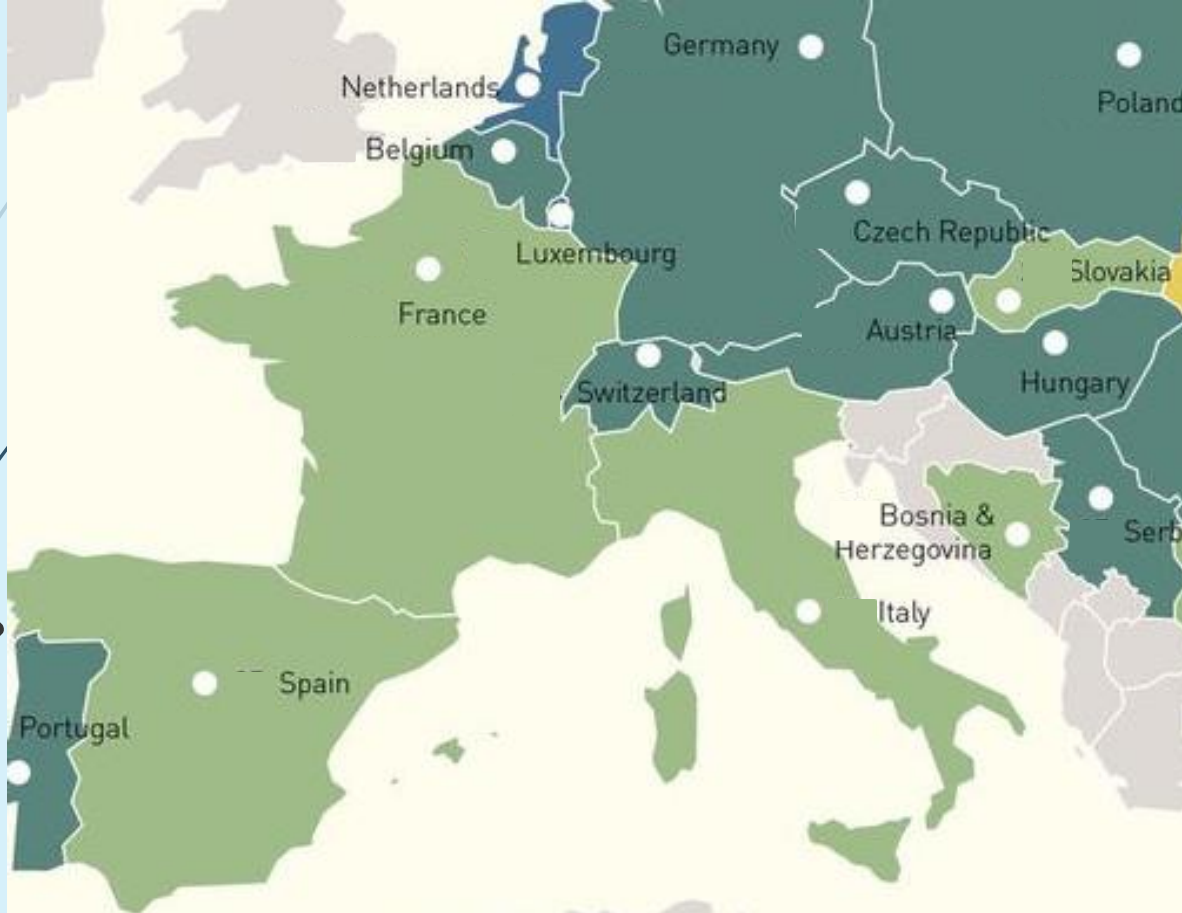 Germany
Netherlands
Poland
Belgium
Czech Republic
Luxembourg
Slovakia
France
Austria
Hungary
Switzerland
Bosnia &
Herzegovina
Serb
Italy
Spain
Portugal